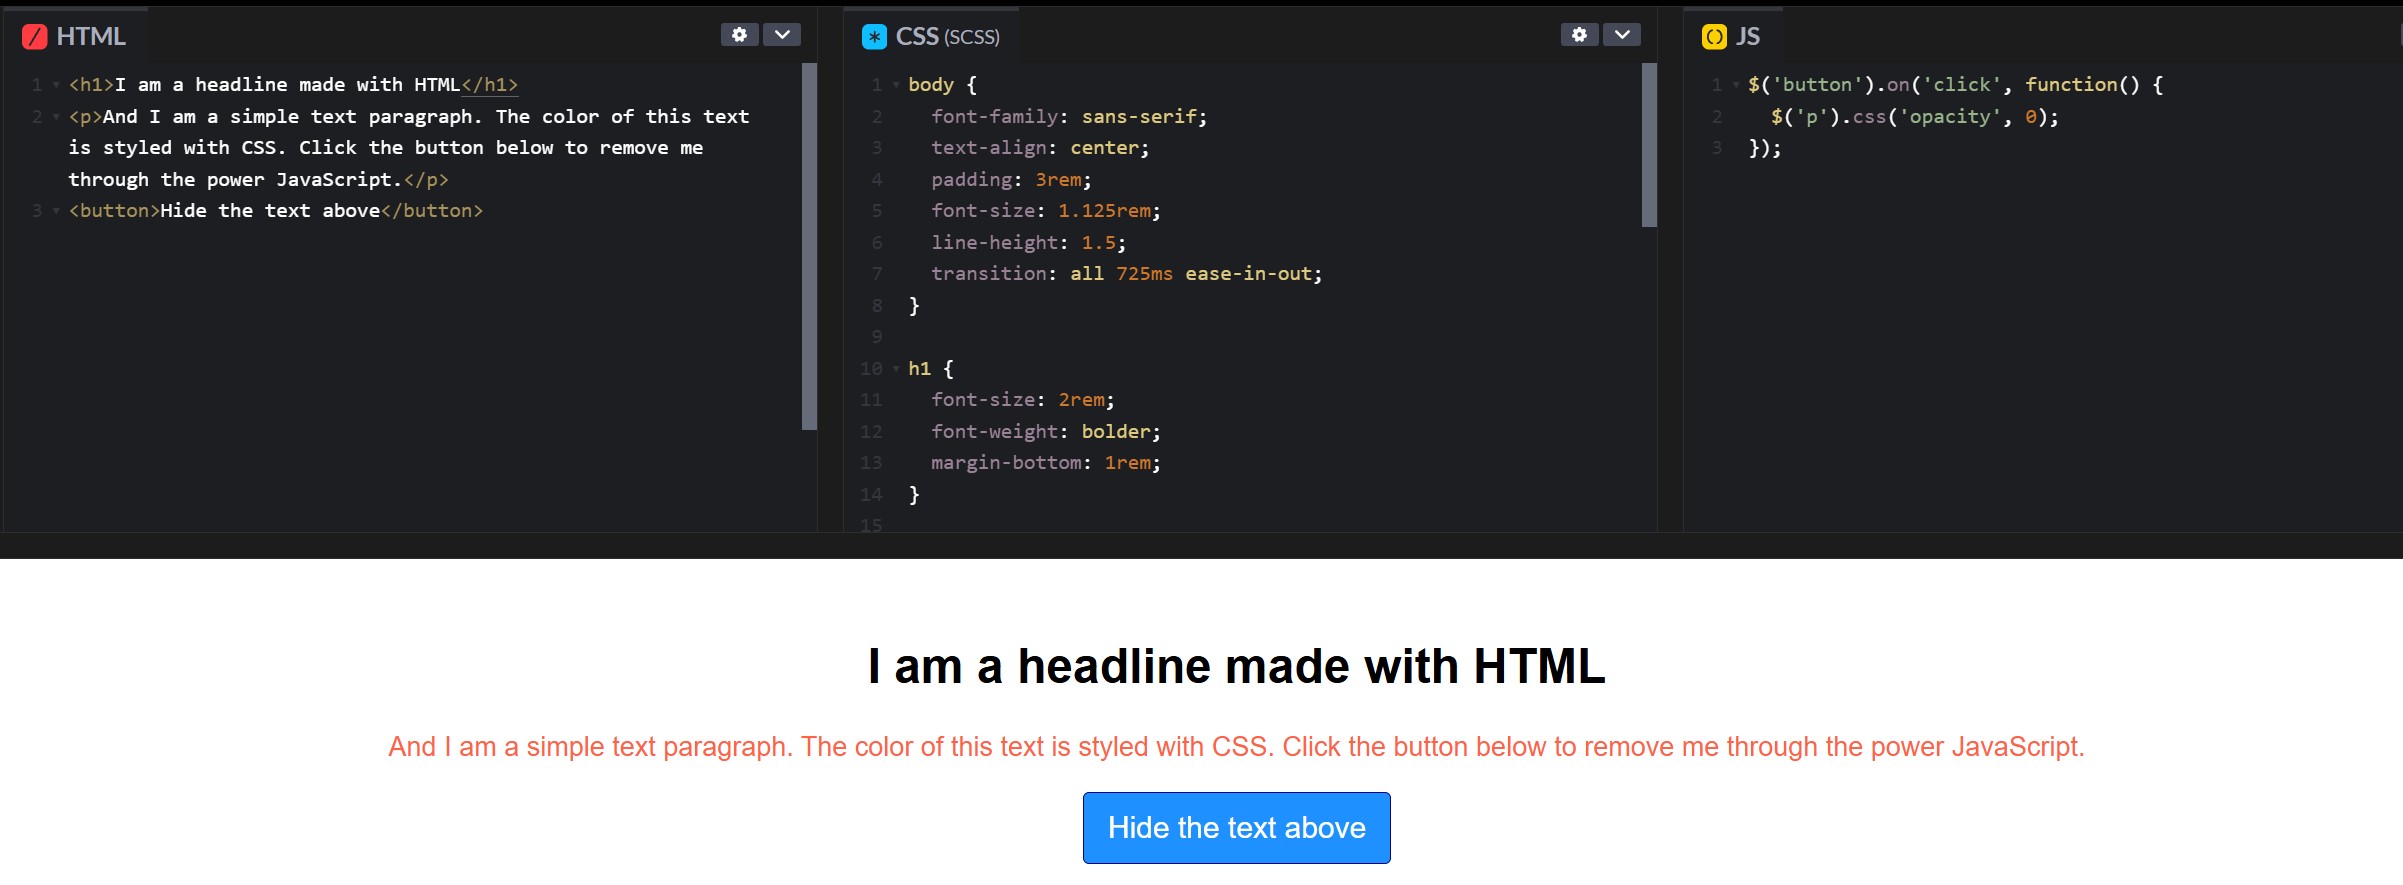 HTML
1 <h1>I am a headline made with HTML</h1>
2 <p>And I am a simple text paragraph. The color of this text
is styled with CSS. Click the button below to remove me
through the power JavaScript.</p>
3 <button>Hide the text above</button>
CSS (SCSS)
1 body {
2   font-family: sans-serif;
3   text-align: center;
4   padding: 3rem;
5   font-size: 1.125rem;
6   line-height: 1.5;
7   transition: all 725ms ease-in-out;
8 }
9
10 h1 {
11   font-size: 2rem;
12   font-weight: bolder;
13   margin-bottom: 1rem;
14 }
15
JS
1 $('button').on('click', function() {
2   $('p').css('opacity', 0);
3 });
I am a headline made with HTML
And I am a simple text paragraph. The color of this text is styled with CSS. Click the button below to remove me through the power JavaScript.
Hide the text above